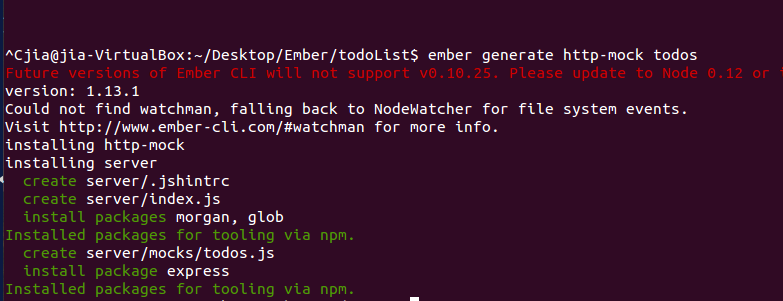 ^Cjia@jia-VirtualBox:~/Desktop/Ember/todoList$ ember generate http-mock todos
Future versions of Ember CLI will not support v0.10.25. Please update to Node 0.12 or
version: 1.13.1
Could not find watchman, falling back to NodeWatcher for file system events.
Visit http://www.ember-cli.com/#watchman for more info.
installing http-mock
installing server
  create server/.jshintrc
  create server/index.js
  install packages morgan, glob
Installed packages for tooling via npm.
  create server/mocks/todos.js
  install package express
Installed packages for tooling via npm.